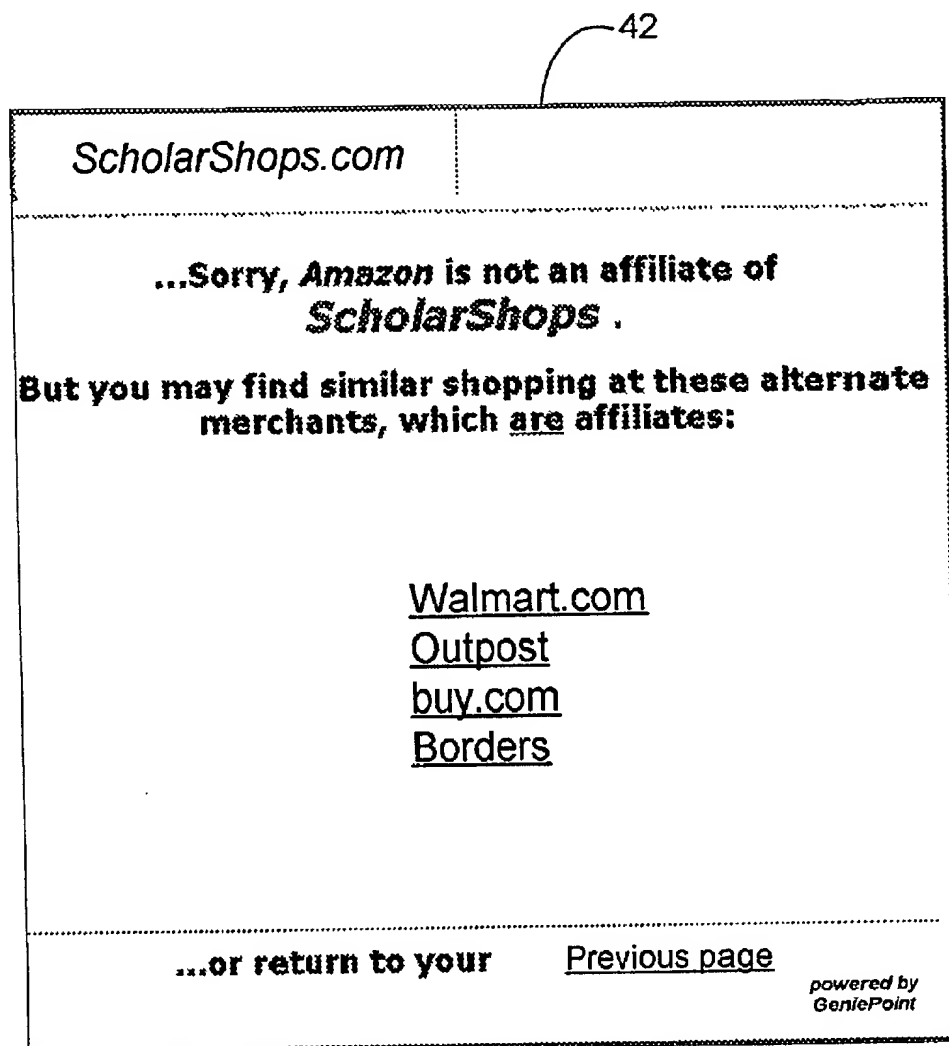 42
ScholarShops.com
...Sorry, Amazon is not an affiliate of
ScholarShops .
But you may find similar shopping at these alternate
merchants, which are affiliates:
Walmart.com
Outpost
buy.com
Borders
...or return to your Previous page
powered by
GeniePoint